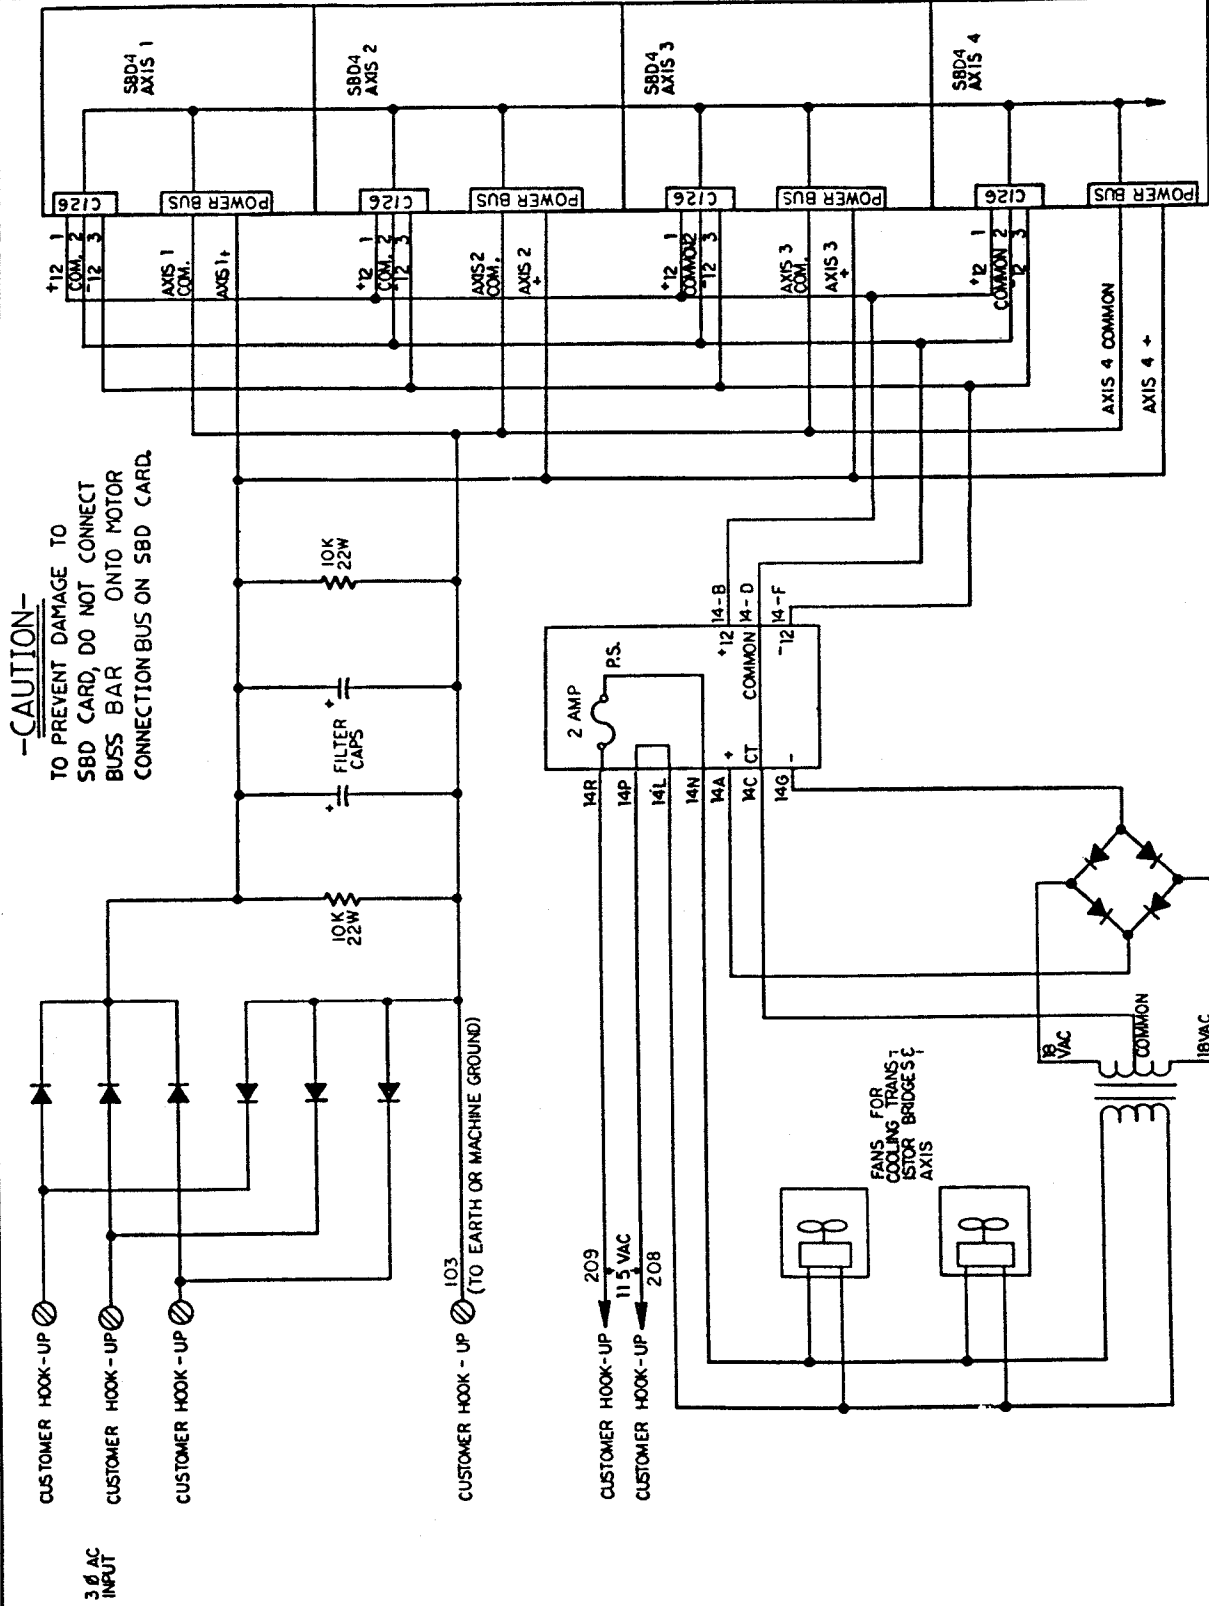 -CAUTION-
TO PREVENT DAMAGE TO
SBD CARD, DO NOT CONNECT
BUSS BAR ONTO MOTOR
CONNECTION BUS ON SBD CARD.
3 Ø AC
INPUT
CUSTOMER HOOK-UP
CUSTOMER HOOK-UP
CUSTOMER HOOK-UP
CUSTOMER HOOK-UP
103
(TO EARTH OR MACHINE GROUND)
10K
22W
FILTER
CAPS
+
+
10K
22W
SBD4
AXIS 1
SBD4
AXIS 2
SBD4
AXIS 3
SBD4
AXIS 4
C126
POWER BUS
C126
POWER BUS
C126
POWER BUS
C126
POWER BUS
+12 1
COM. 2
-12 3
AXIS 1
COM.
AXIS 1+
+12 1
COM. 2
-12 3
AXIS 2
COM.
AXIS 2
+
+12 1
COMMON 2
-12 3
AXIS 3
COM.
AXIS 3
+
+12 1
COMMON 2
-12 3
AXIS 4 COMMON
AXIS 4 +
CUSTOMER HOOK-UP
209
115 VAC
CUSTOMER HOOK-UP
208
14R
14P
14L
14N
14A
14C
14G
2 AMP
P.S.
+
CT
-
+12
COMMON
-12
14-B
14-D
14-F
FANS FOR
COOLING TRANS-
ISTOR BRIDGES &
AXIS
18
VAC
COMMON
18VAC